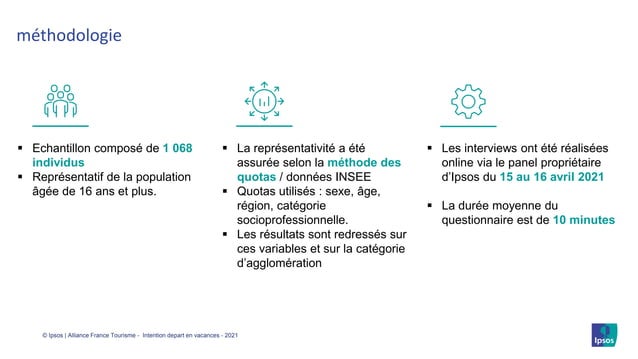 méthodologie
▪ Echantillon composé de 1 068
individus
▪ Représentatif de la population
âgée de 16 ans et plus.
▪ La représentativité a été
assurée selon la méthode des
quotas / données INSEE
▪ Quotas utilisés : sexe, âge,
région, catégorie
socioprofessionnelle.
▪ Les résultats sont redressés sur
ces variables et sur la catégorie
d’agglomération
▪ Les interviews ont été réalisées
online via le panel propriétaire
d’Ipsos du 15 au 16 avril 2021
▪ La durée moyenne du
questionnaire est de 10 minutes
© Ipsos | Alliance France Tourisme - Intention depart en vacances - 2021
Ipsos